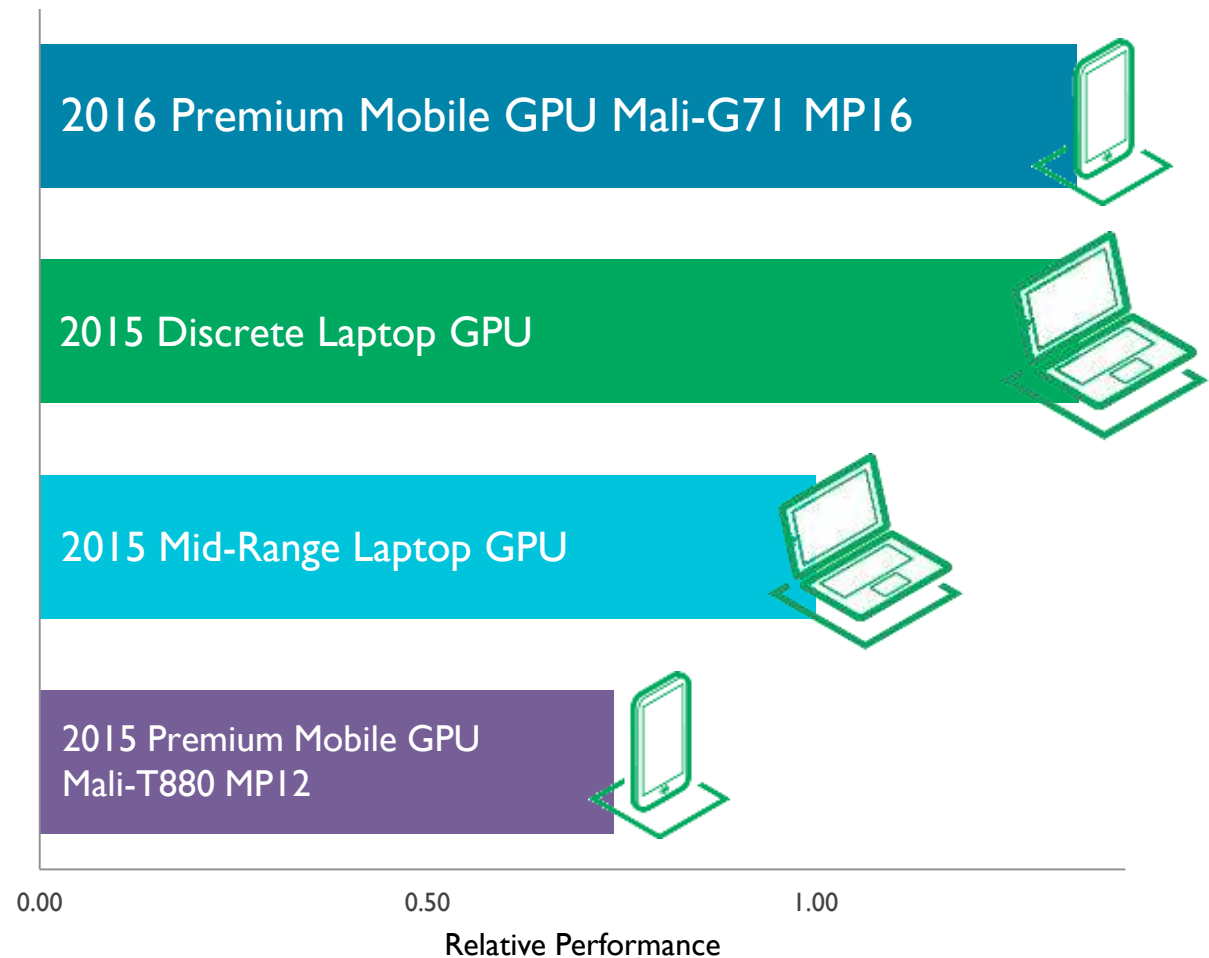 2016 Premium Mobile GPU Mali-G71 MP16
2015 Discrete Laptop GPU
2015 Mid-Range Laptop GPU
2015 Premium Mobile GPU
Mali-T880 MP12
0.00 0.50 1.00
Relative Performance